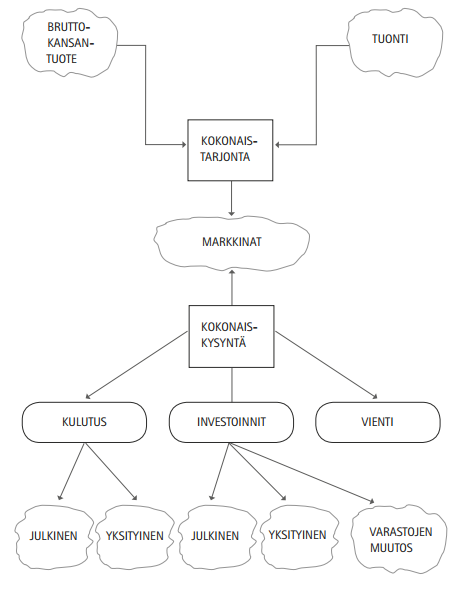 BRUTTO-
KANSAN-
TUOTE
TUONTI
KOKONAIS-
TARJONTA
MARKKINAT
KOKONAIS-
KYSYNTÄ
KULUTUS
INVESTOINNIT
VIENTI
JULKINEN
YKSITYINEN
JULKINEN
YKSITYINEN
VARASTOJEN
MUUTOS